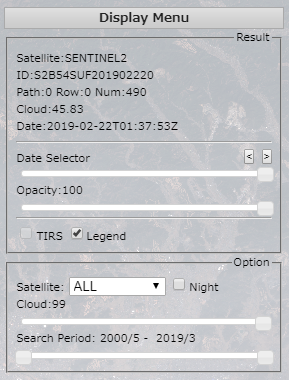 Display Menu
Result
Satellite:SENTINEL2
ID:S2B54SUF201902220
Path:0 Row:0 Num:490
Cloud:45.83
Date:2019-02-22T01:37:53Z
Date Selector < >
Opacity:100
TIRS Legend
Option
Satellite: ALL Night
Cloud:99
Search Period: 2000/5 - 2019/3